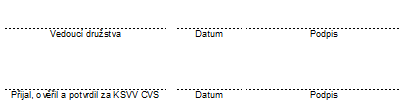 Vedoucí družstva Datum Podpis
Přijal, ověřil a potvrdil za KSVV CVS Datum Podpis